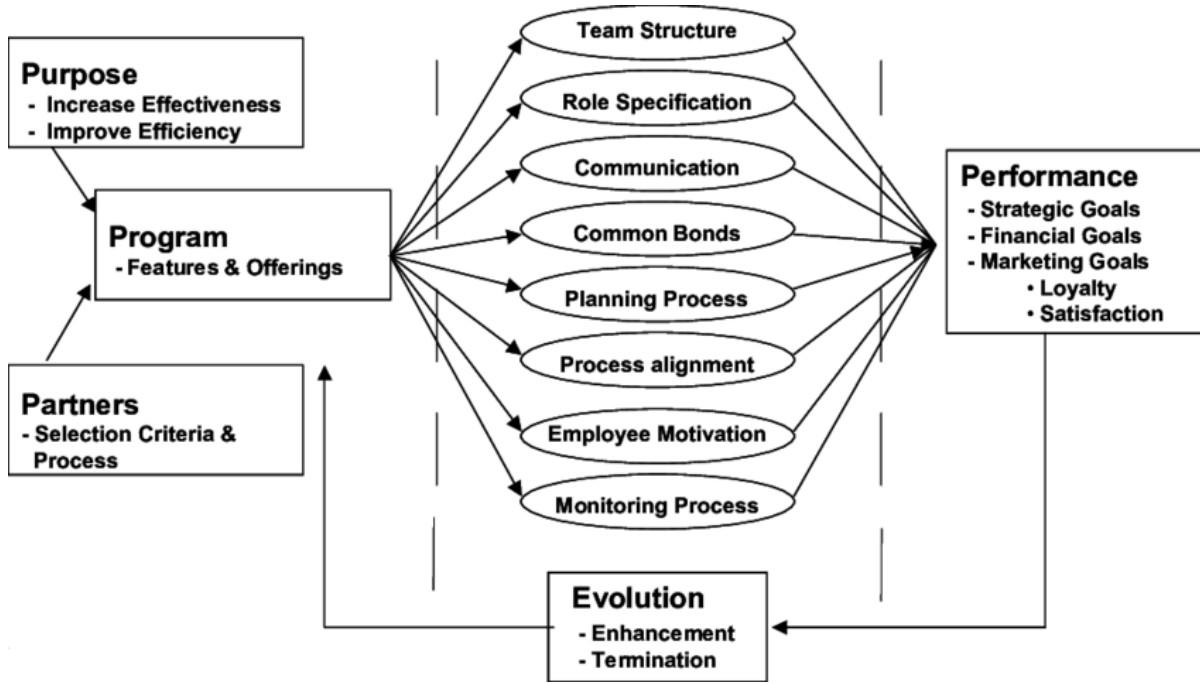 Purpose
- Increase Effectiveness
- Improve Efficiency
Program
- Features & Offerings
Partners
- Selection Criteria &
Process
Team Structure
Role Specification
Communication
Common Bonds
Planning Process
Process alignment
Employee Motivation
Monitoring Process
Performance
- Strategic Goals
- Financial Goals
- Marketing Goals
• Loyalty
• Satisfaction
Evolution
- Enhancement
- Termination